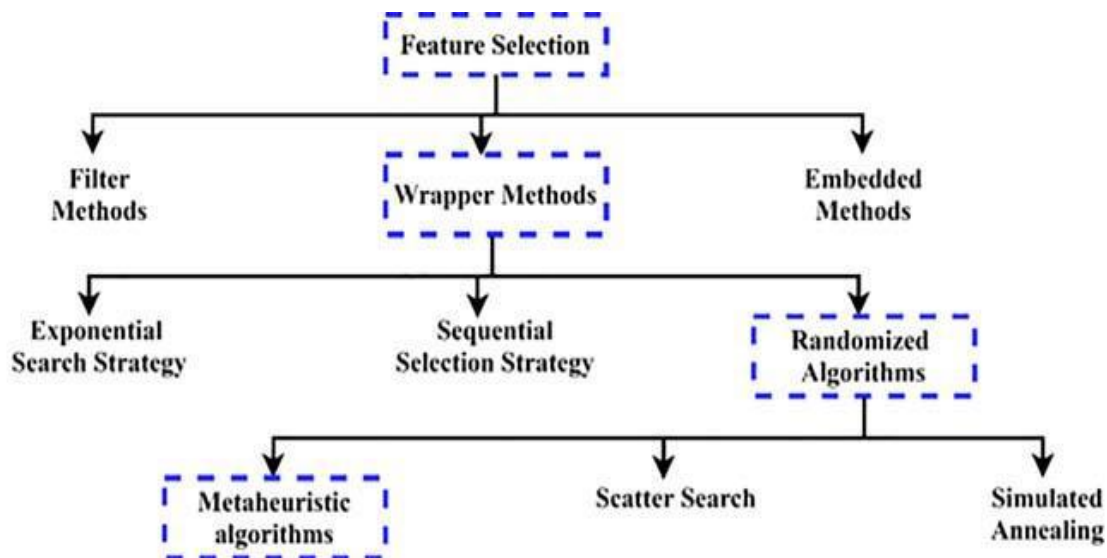 Feature Selection
Filter
Methods
Wrapper Methods
Embedded
Methods
Exponential
Search Strategy
Sequential
Selection Strategy
Randomized
Algorithms
Metaheuristic
algorithms
Scatter Search
Simulated
Annealing